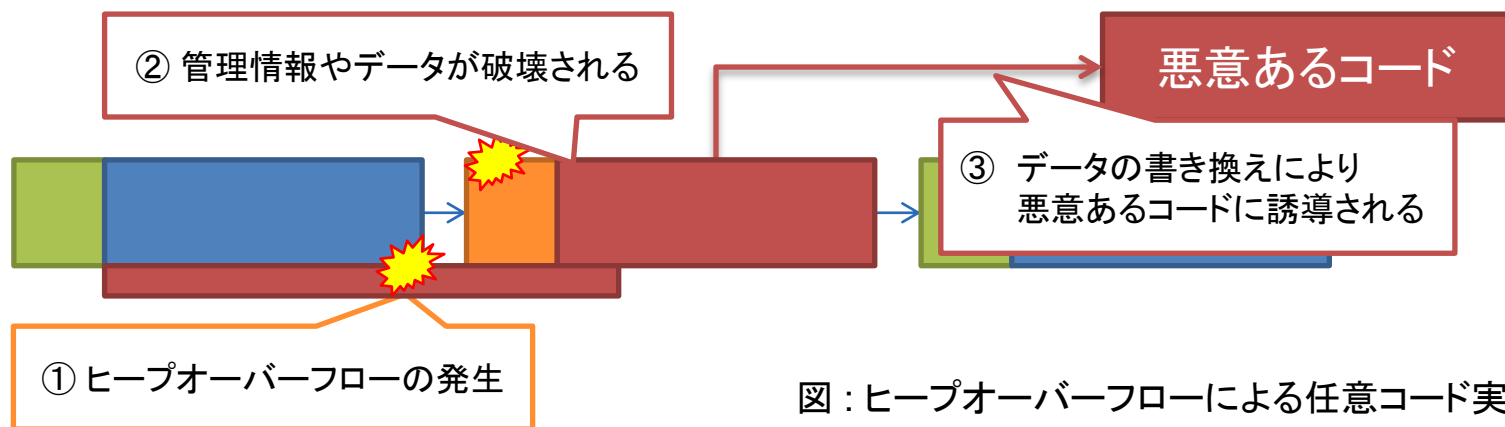 ② 管理情報やデータが破壊される
悪意あるコード
③ データの書き換えにより
悪意あるコードに誘導される
① ヒープオーバーフローの発生
図 : ヒープオーバーフローによる任意コード実